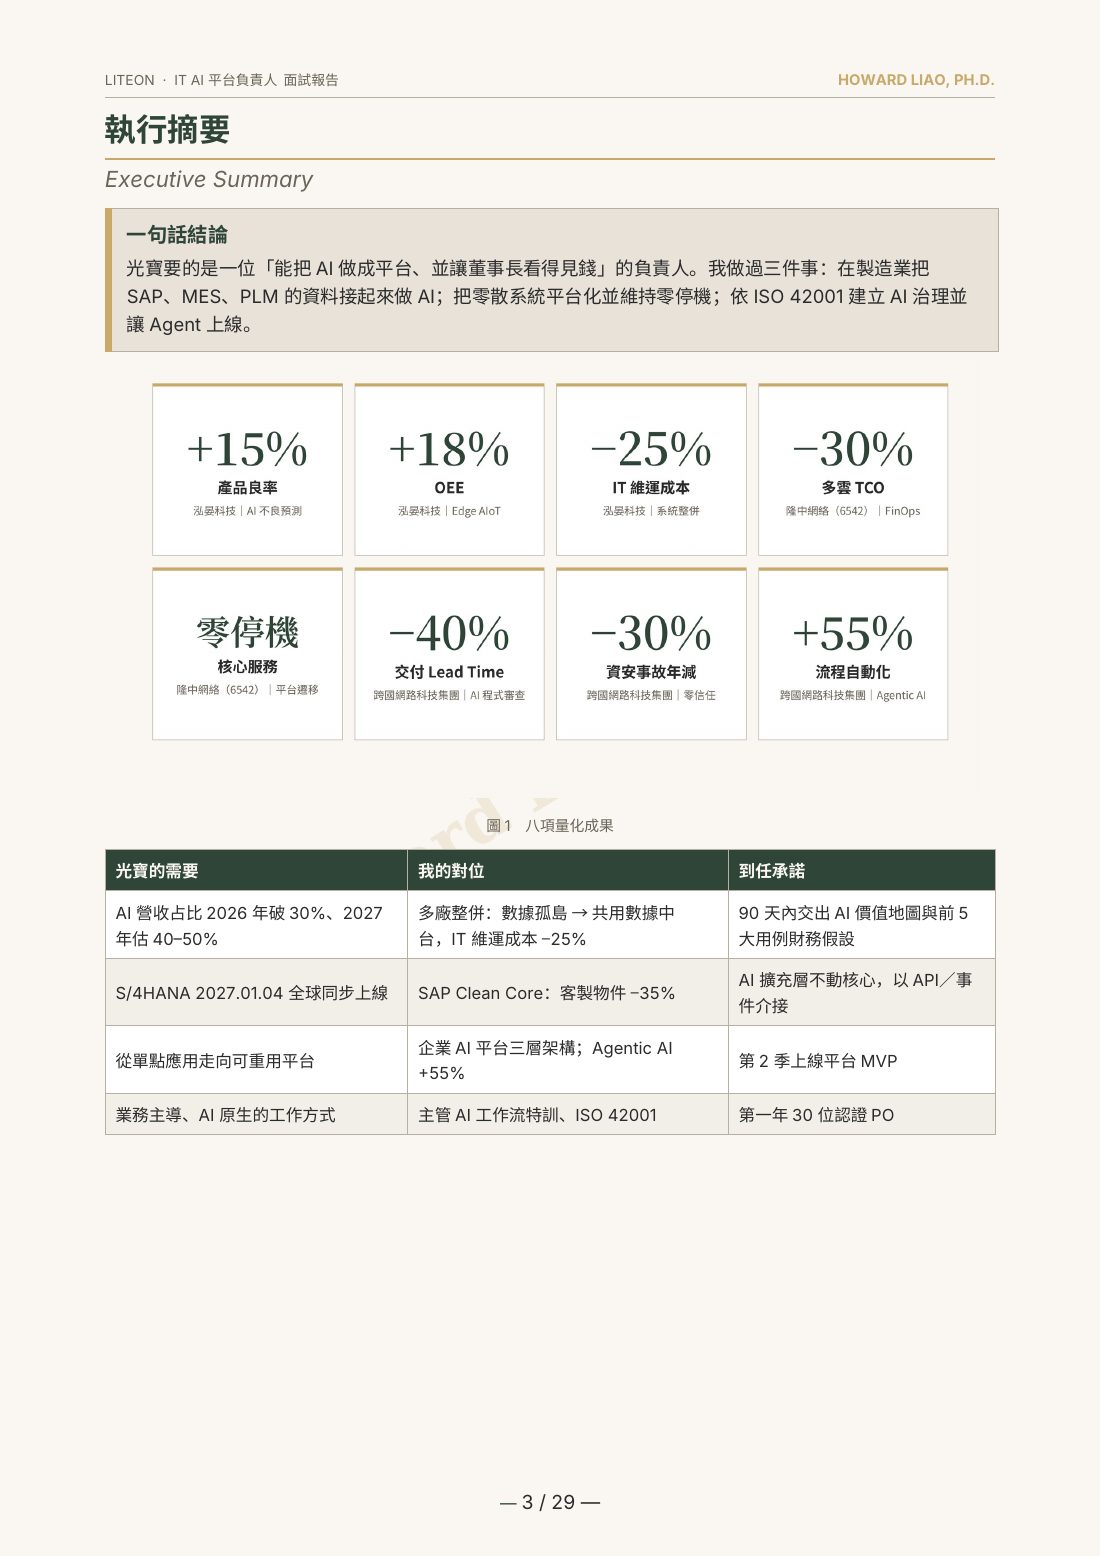 LITEON · IT AI 平台負責人 面試報告
HOWARD LIAO, PH.D.
執行摘要
Executive Summary
一句話結論
光寶要的是一位「能把 AI 做成平台、並讓董事長看得見錢」的負責人。我做過三件事：在製造業把
SAP、MES、PLM 的資料接起來做 AI；把零散系統平台化並維持零停機；依 ISO 42001 建立 AI 治理並
讓 Agent 上線。
+15%
產品良率
泓晏科技｜AI 不良預測
+18%
OEE
泓晏科技｜Edge AIoT
−25%
IT 維運成本
泓晏科技｜系統整併
−30%
多雲 TCO
隆中網絡（6542）｜FinOps
零停機
核心服務
隆中網絡（6542）｜平台遷移
−40%
交付 Lead Time
跨國網路科技集團｜AI 程式審查
−30%
資安事故年減
跨國網路科技集團｜零信任
+55%
流程自動化
跨國網路科技集團｜Agentic AI
圖 1 八項量化成果
光寶的需要
我的對位
到任承諾
AI 營收占比 2026 年破 30%、2027
年估 40–50%
多廠整併：數據孤島 → 共用數據中
台，IT 維運成本 −25%
90 天內交出 AI 價值地圖與前 5
大用例財務假設
S/4HANA 2027.01.04 全球同步上線
SAP Clean Core：客製物件 −35%
AI 擴充層不動核心，以 API／事
件介接
從單點應用走向可重用平台
企業 AI 平台三層架構；Agentic AI
+55%
第 2 季上線平台 MVP
業務主導、AI 原生的工作方式
主管 AI 工作流特訓、ISO 42001
第一年 30 位認證 PO
— 3 / 29 —